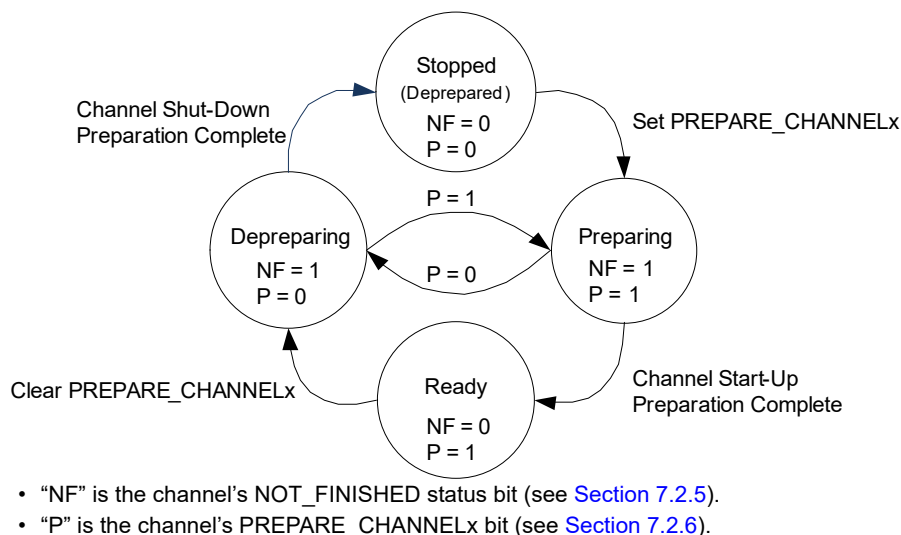 Stopped
(Deprepared)
NF = 0
P = 0
Channel Shut-Down
Preparation Complete
Set PREPARE_CHANNELx
P = 1
Depreparing
NF = 1
P = 0
Preparing
NF = 1
P = 1
P = 0
Clear PREPARE_CHANNELx
Ready
NF = 0
P = 1
Channel Start-Up
Preparation Complete
• “NF” is the channel’s NOT_FINISHED status bit (see Section 7.2.5).
• “P” is the channel’s PREPARE_CHANNELx bit (see Section 7.2.6).